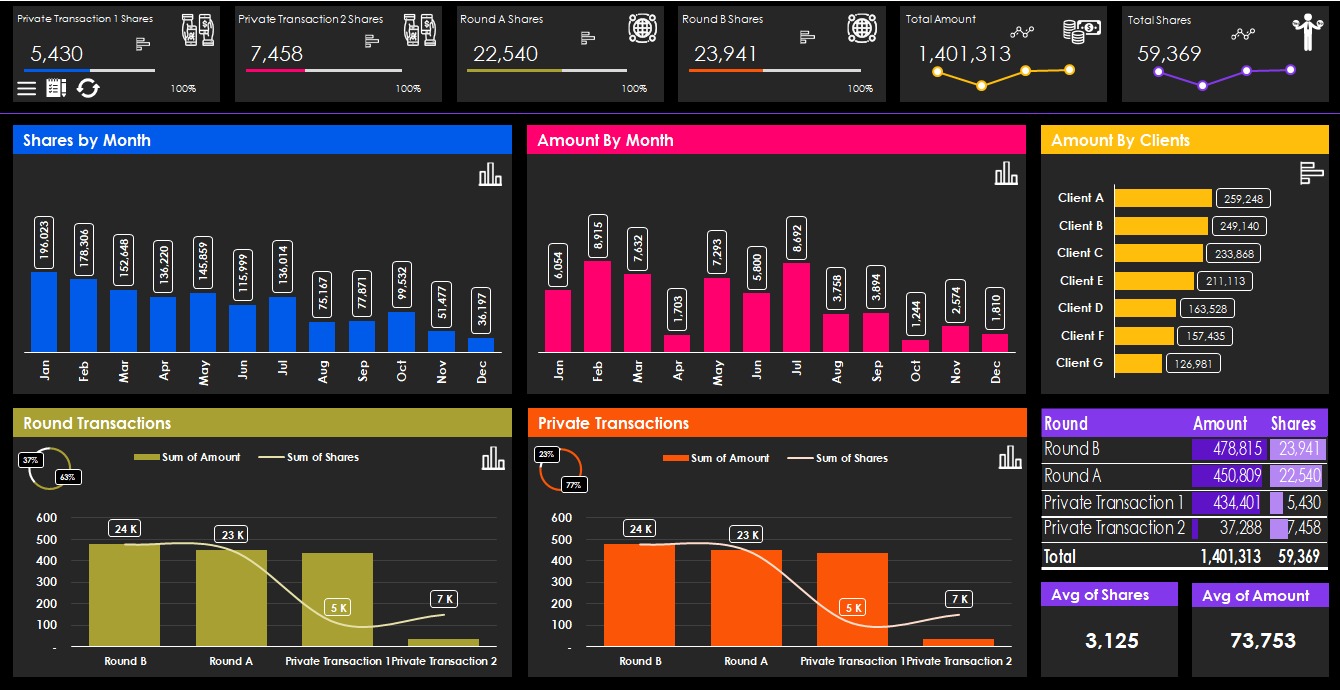 Private Transaction 1 Shares
5,430
100%
Private Transaction 2 Shares
7,458
100%
Round A Shares
22,540
100%
Round B Shares
23,941
100%
Total Amount
1,401,313
Total Shares
59,369
Shares by Month
196,023
178,306
152,648
136,220
145,859
115,999
136,014
75,167
77,871
99,532
51,477
36,197
Jan
Feb
Mar
Apr
May
Jun
Jul
Aug
Sep
Oct
Nov
Dec
Amount By Month
6,054
8,915
7,632
1,703
7,293
5,800
8,692
3,758
3,894
1,244
2,574
1,810
Jan
Feb
Mar
Apr
May
Jun
Jul
Aug
Sep
Oct
Nov
Dec
Amount By Clients
Client A 259,248
Client B 249,140
Client C 233,868
Client E 211,113
Client D 163,528
Client F 157,435
Client G 126,981
Round Transactions
37%
63%
Sum of Amount Sum of Shares
600
500
400
300
200
100
-
24 K
23 K
5 K
7 K
Round B Round A Private Transaction 1 Private Transaction 2
Private Transactions
23%
77%
Sum of Amount Sum of Shares
600
500
400
300
200
100
-
24 K
23 K
5 K
7 K
Round B Round A Private Transaction 1 Private Transaction 2
Round Amount Shares
Round B 478,815 23,941
Round A 450,809 22,540
Private Transaction 1 434,401 5,430
Private Transaction 2 37,288 7,458
Total 1,401,313 59,369
Avg of Shares
3,125
Avg of Amount
73,753